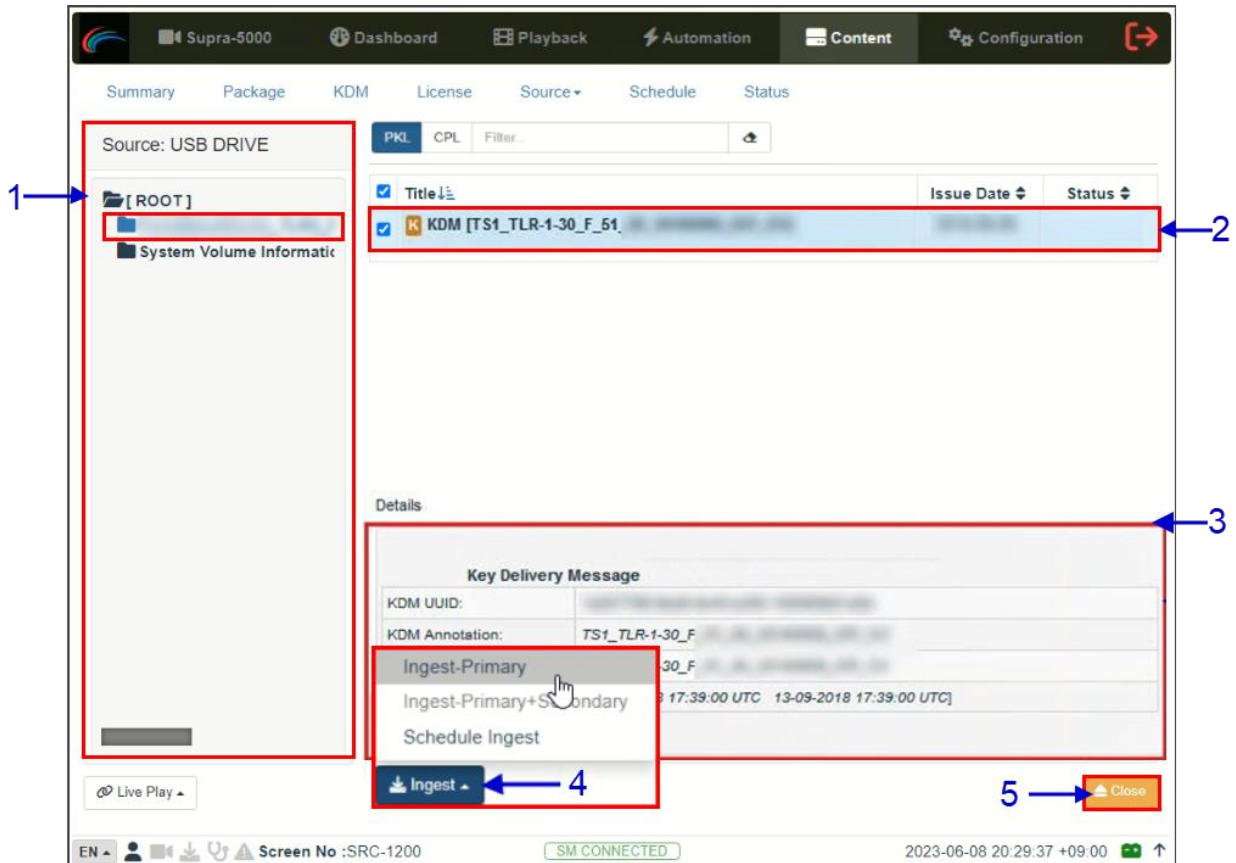 Supra-5000 Dashboard Playback Automation Content Configuration
Summary Package KDM License Source Schedule Status
Source: USB DRIVE
PKL CPL Filter...
1
[ ROOT ]
System Volume Informatic
Title Issue Date Status
KDM [TS1_TLR-1-30_F_51_
2
Details
3
Key Delivery Message
KDM UUID:
KDM Annotation: TS1_TLR-1-30_F
-30_F
17:39:00 UTC 13-09-2018 17:39:00 UTC]
Ingest-Primary
Ingest-Primary+Secondary
Schedule Ingest
Ingest
4
Live Play
5
Close
EN Screen No :SRC-1200 SM CONNECTED 2023-06-08 20:29:37 +09:00